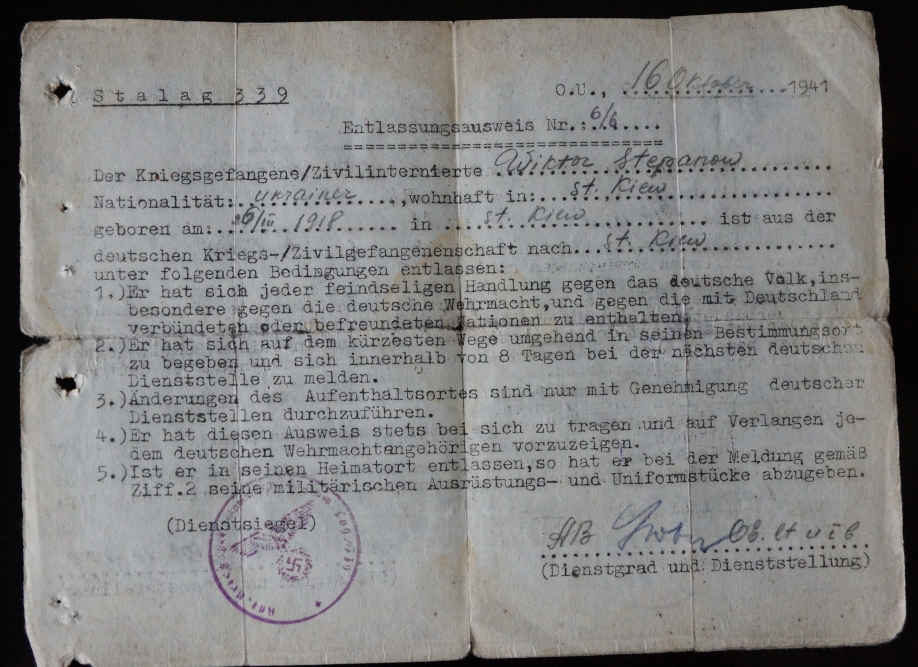 Stalag 339 O.U., 16 Oktober 1941
Entlassungsausweis Nr.:
Der Kriegsgefangene/Zivilinternierte Wiktor Stepanow
Nationalität: Ukrainer, wohnhaft in: st. Kiew
geboren am: 1918 in st. Kiew ist aus der
deutschen Kriegs-/Zivilgefangenenschaft nach st. Kiew
unter folgenden Bedingungen entlassen:
1.)Er hat sich jeder feindseligen Handlung gegen das deutsche Volk,ins-
besondere gegen die deutsche Wehrmacht,und gegen die mit Deutschland
verbündeten oder befreundeten Nationen zu enthalten.
2.)Er hat sich auf dem kürzesten Wege umgehend in seinen Bestimmungsort
zu begeben und sich innerhalb von 8 Tagen bei der nächsten deutschen
Dienststelle zu melden.
3.)Änderungen des Aufenthaltsortes sind nur mit Genehmigung deutscher
Dienststellen durchzuführen.
4.)Er hat diesen Ausweis stets bei sich zu tragen und auf Verlangen je-
dem deutschen Wehrmachtangehörigen vorzuzeigen.
5.)Ist er in seinen Heimatort entlassen,so hat er bei der Meldung gemäß
Ziff.2 seine militärischen Ausrüstungs- und Uniformstücke abzugeben.
(Dienstsiegel)
(Dienstgrad und Dienststellung)